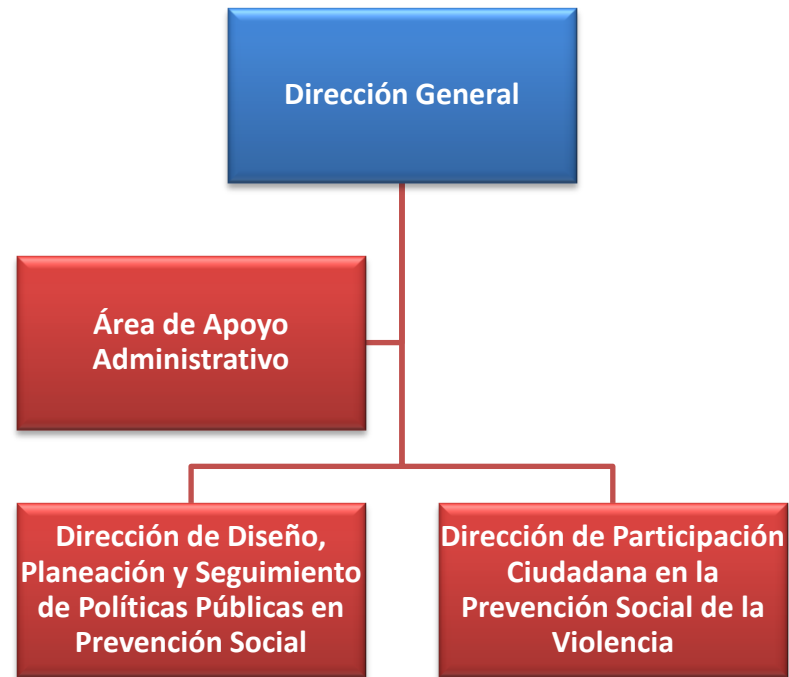 Dirección General
Área de Apoyo
Administrativo
Dirección de Diseño,
Planeación y Seguimiento
de Políticas Públicas en
Prevención Social
Dirección de Participación
Ciudadana en la
Prevención Social de la
Violencia